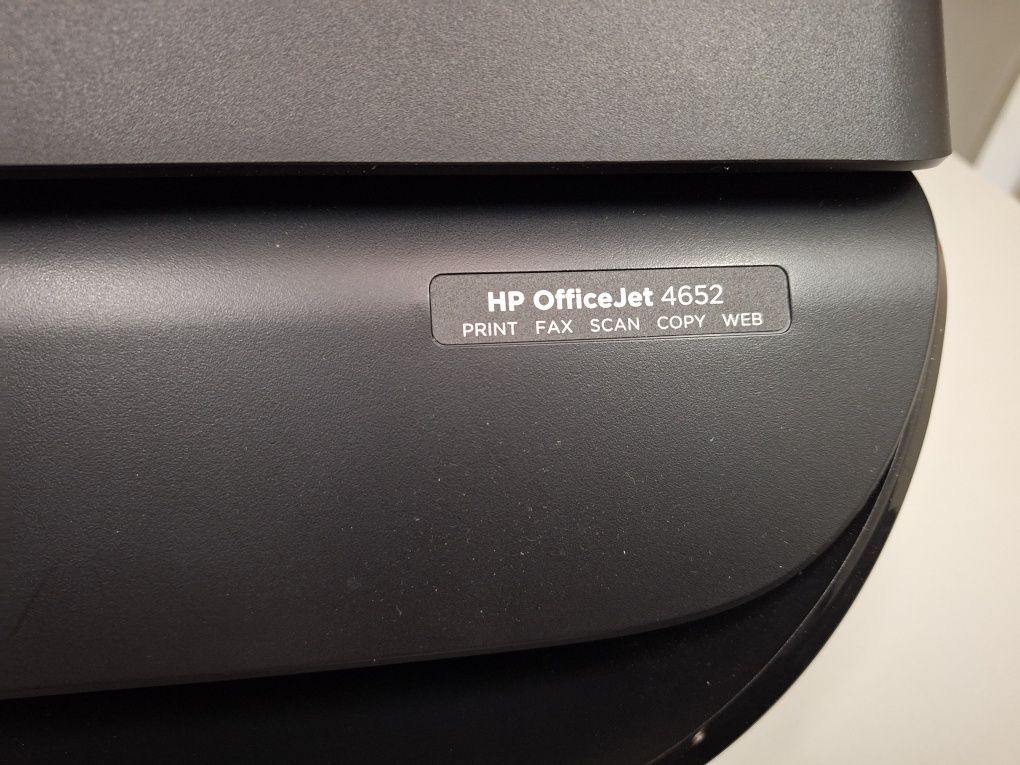 HP OfficeJet 4652
PRINT FAX SCAN COPY WEB